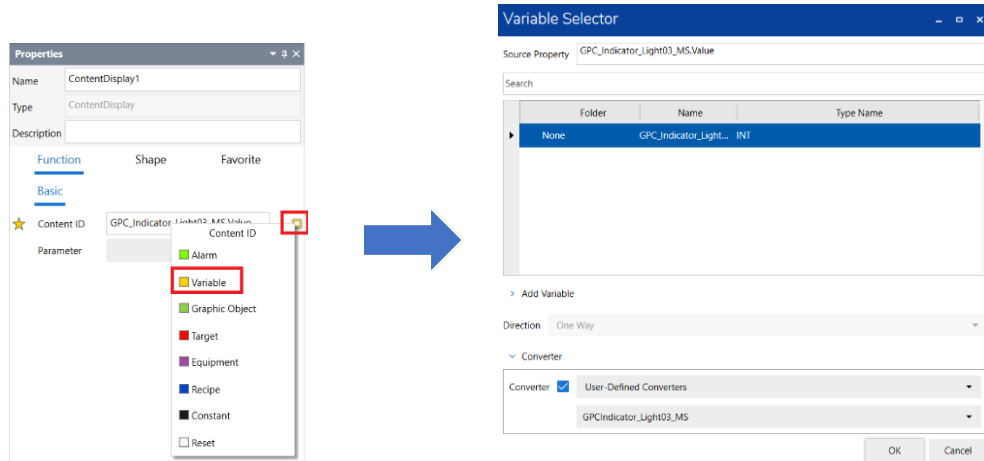 Properties
Name ContentDisplay1
Type ContentDisplay
Description
Function Shape Favorite
Basic
Content ID GPC_Indicator_Light03_MS.Value
Parameter
Content ID
Alarm
Variable
Graphic Object
Target
Equipment
Recipe
Constant
Reset
Variable Selector
Source Property GPC_Indicator_Light03_MS.Value
Search
Folder Name Type Name
None GPC_Indicator_Light... INT
Add Variable
Direction One Way
Converter
Converter User-Defined Converters
GPCIndicator_Light03_MS
OK Cancel